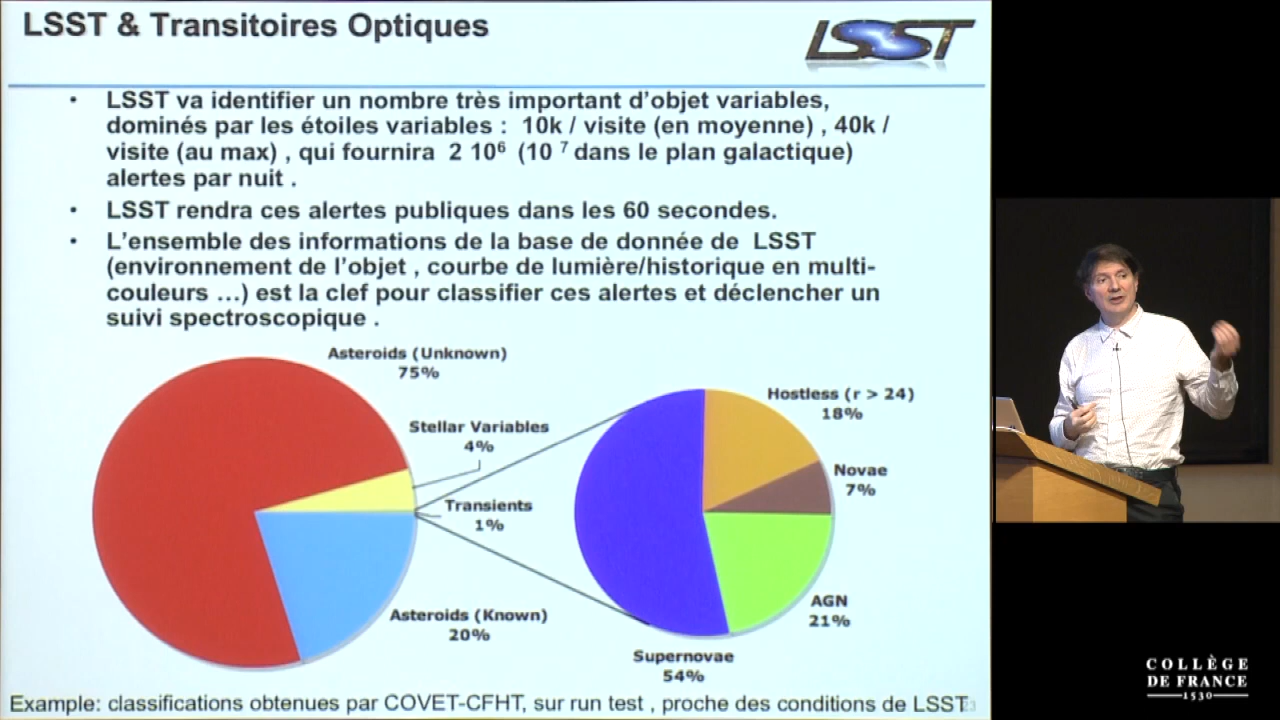 LSST & Transitoires Optiques
LSST
• LSST va identifier un nombre très important d’objet variables,
dominés par les étoiles variables : 10k / visite (en moyenne) , 40k /
visite (au max) , qui fournira 2 10⁶ (10 ⁷ dans le plan galactique)
alertes par nuit .
• LSST rendra ces alertes publiques dans les 60 secondes.
• L’ensemble des informations de la base de donnée de LSST
(environnement de l’objet , courbe de lumière/historique en multi-
couleurs …) est la clef pour classifier ces alertes et déclencher un
suivi spectroscopique .
Asteroids (Unknown)
75%
Stellar Variables
4%
Transients
1%
Asteroids (Known)
20%
Hostless (r > 24)
18%
Novae
7%
AGN
21%
Supernovae
54%
Example: classifications obtenues par COVET-CFHT, sur run test , proche des conditions de LSST
23
COLLÈGE
DE FRANCE
1530